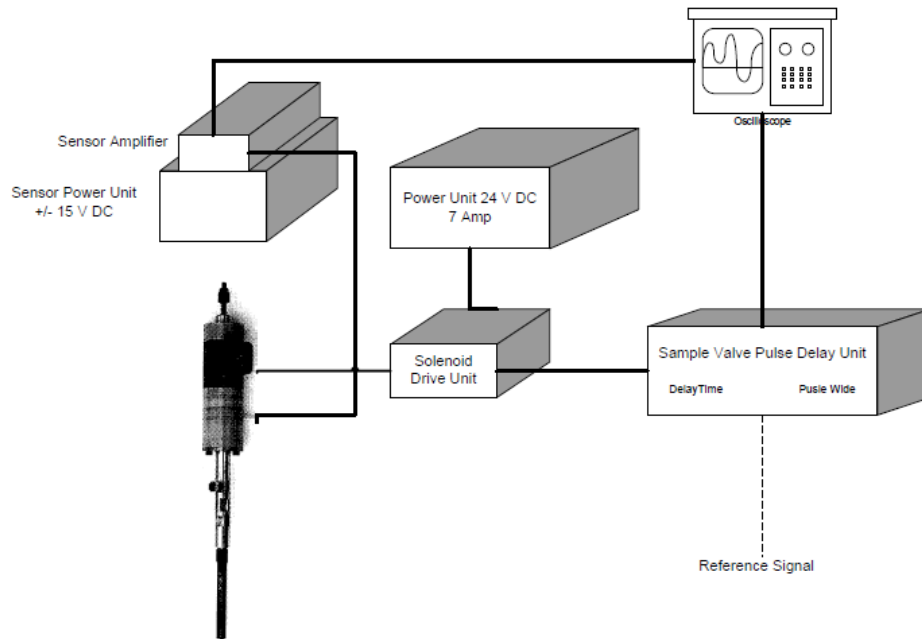 Oscilloscope
Sensor Amplifier
Sensor Power Unit
+/- 15 V DC
Power Unit 24 V DC
7 Amp
Solenoid
Drive Unit
Sample Valve Pulse Delay Unit
DelayTime Pusle Wide
Reference Signal